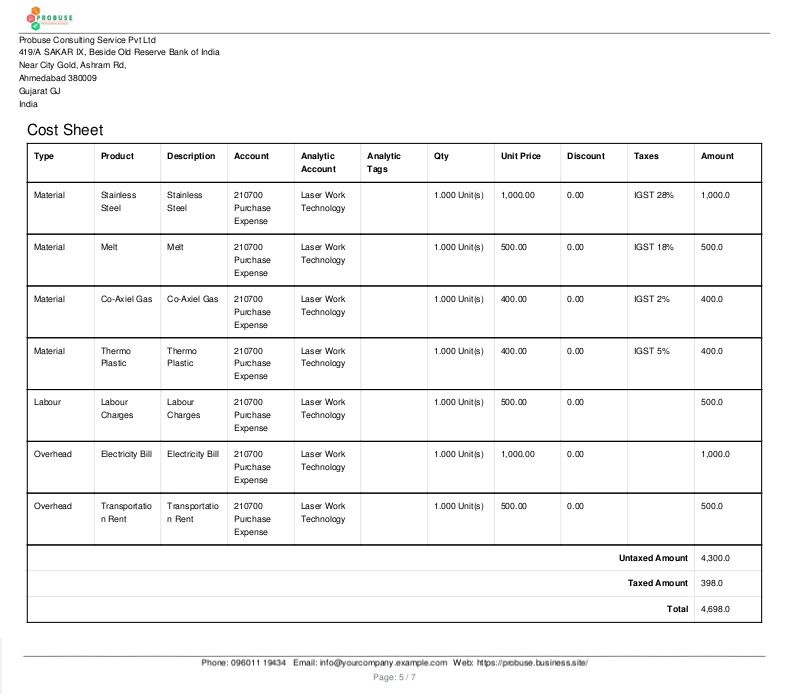 PROBUSE
Probuse Consulting Service Pvt Ltd
419/A SAKAR IX, Beside Old Reserve Bank of India
Near City Gold, Ashram Rd,
Ahmedabad 380009
Gujarat GJ
India
Cost Sheet
Type Product Description Account Analytic Account Analytic Tags Qty Unit Price Discount Taxes Amount
Material Stainless Steel Stainless Steel 210700 Purchase Expense Laser Work Technology 1.000 Unit(s) 1,000.00 0.00 IGST 28% 1,000.0
Material Melt Melt 210700 Purchase Expense Laser Work Technology 1.000 Unit(s) 500.00 0.00 IGST 18% 500.0
Material Co-Axiel Gas Co-Axiel Gas 210700 Purchase Expense Laser Work Technology 1.000 Unit(s) 400.00 0.00 IGST 2% 400.0
Material Thermo Plastic Thermo Plastic 210700 Purchase Expense Laser Work Technology 1.000 Unit(s) 400.00 0.00 IGST 5% 400.0
Labour Labour Charges Labour Charges 210700 Purchase Expense Laser Work Technology 1.000 Unit(s) 500.00 0.00 500.0
Overhead Electricity Bill Electricity Bill 210700 Purchase Expense Laser Work Technology 1.000 Unit(s) 1,000.00 0.00 1,000.0
Overhead Transportatio n Rent Transportatio n Rent 210700 Purchase Expense Laser Work Technology 1.000 Unit(s) 500.00 0.00 500.0
Untaxed Amount 4,300.0
Taxed Amount 398.0
Total 4,698.0
Phone: 096011 19434 Email: info@yourcompany.example.com Web: https://probuse.business.site/
Page: 5 / 7